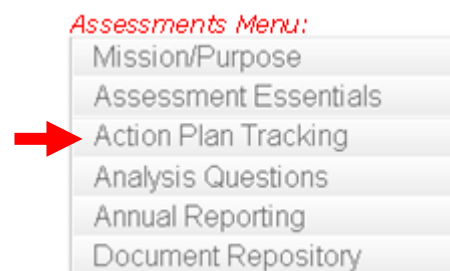 Assessments Menu:
Mission/Purpose
Assessment Essentials
Action Plan Tracking
Analysis Questions
Annual Reporting
Document Repository